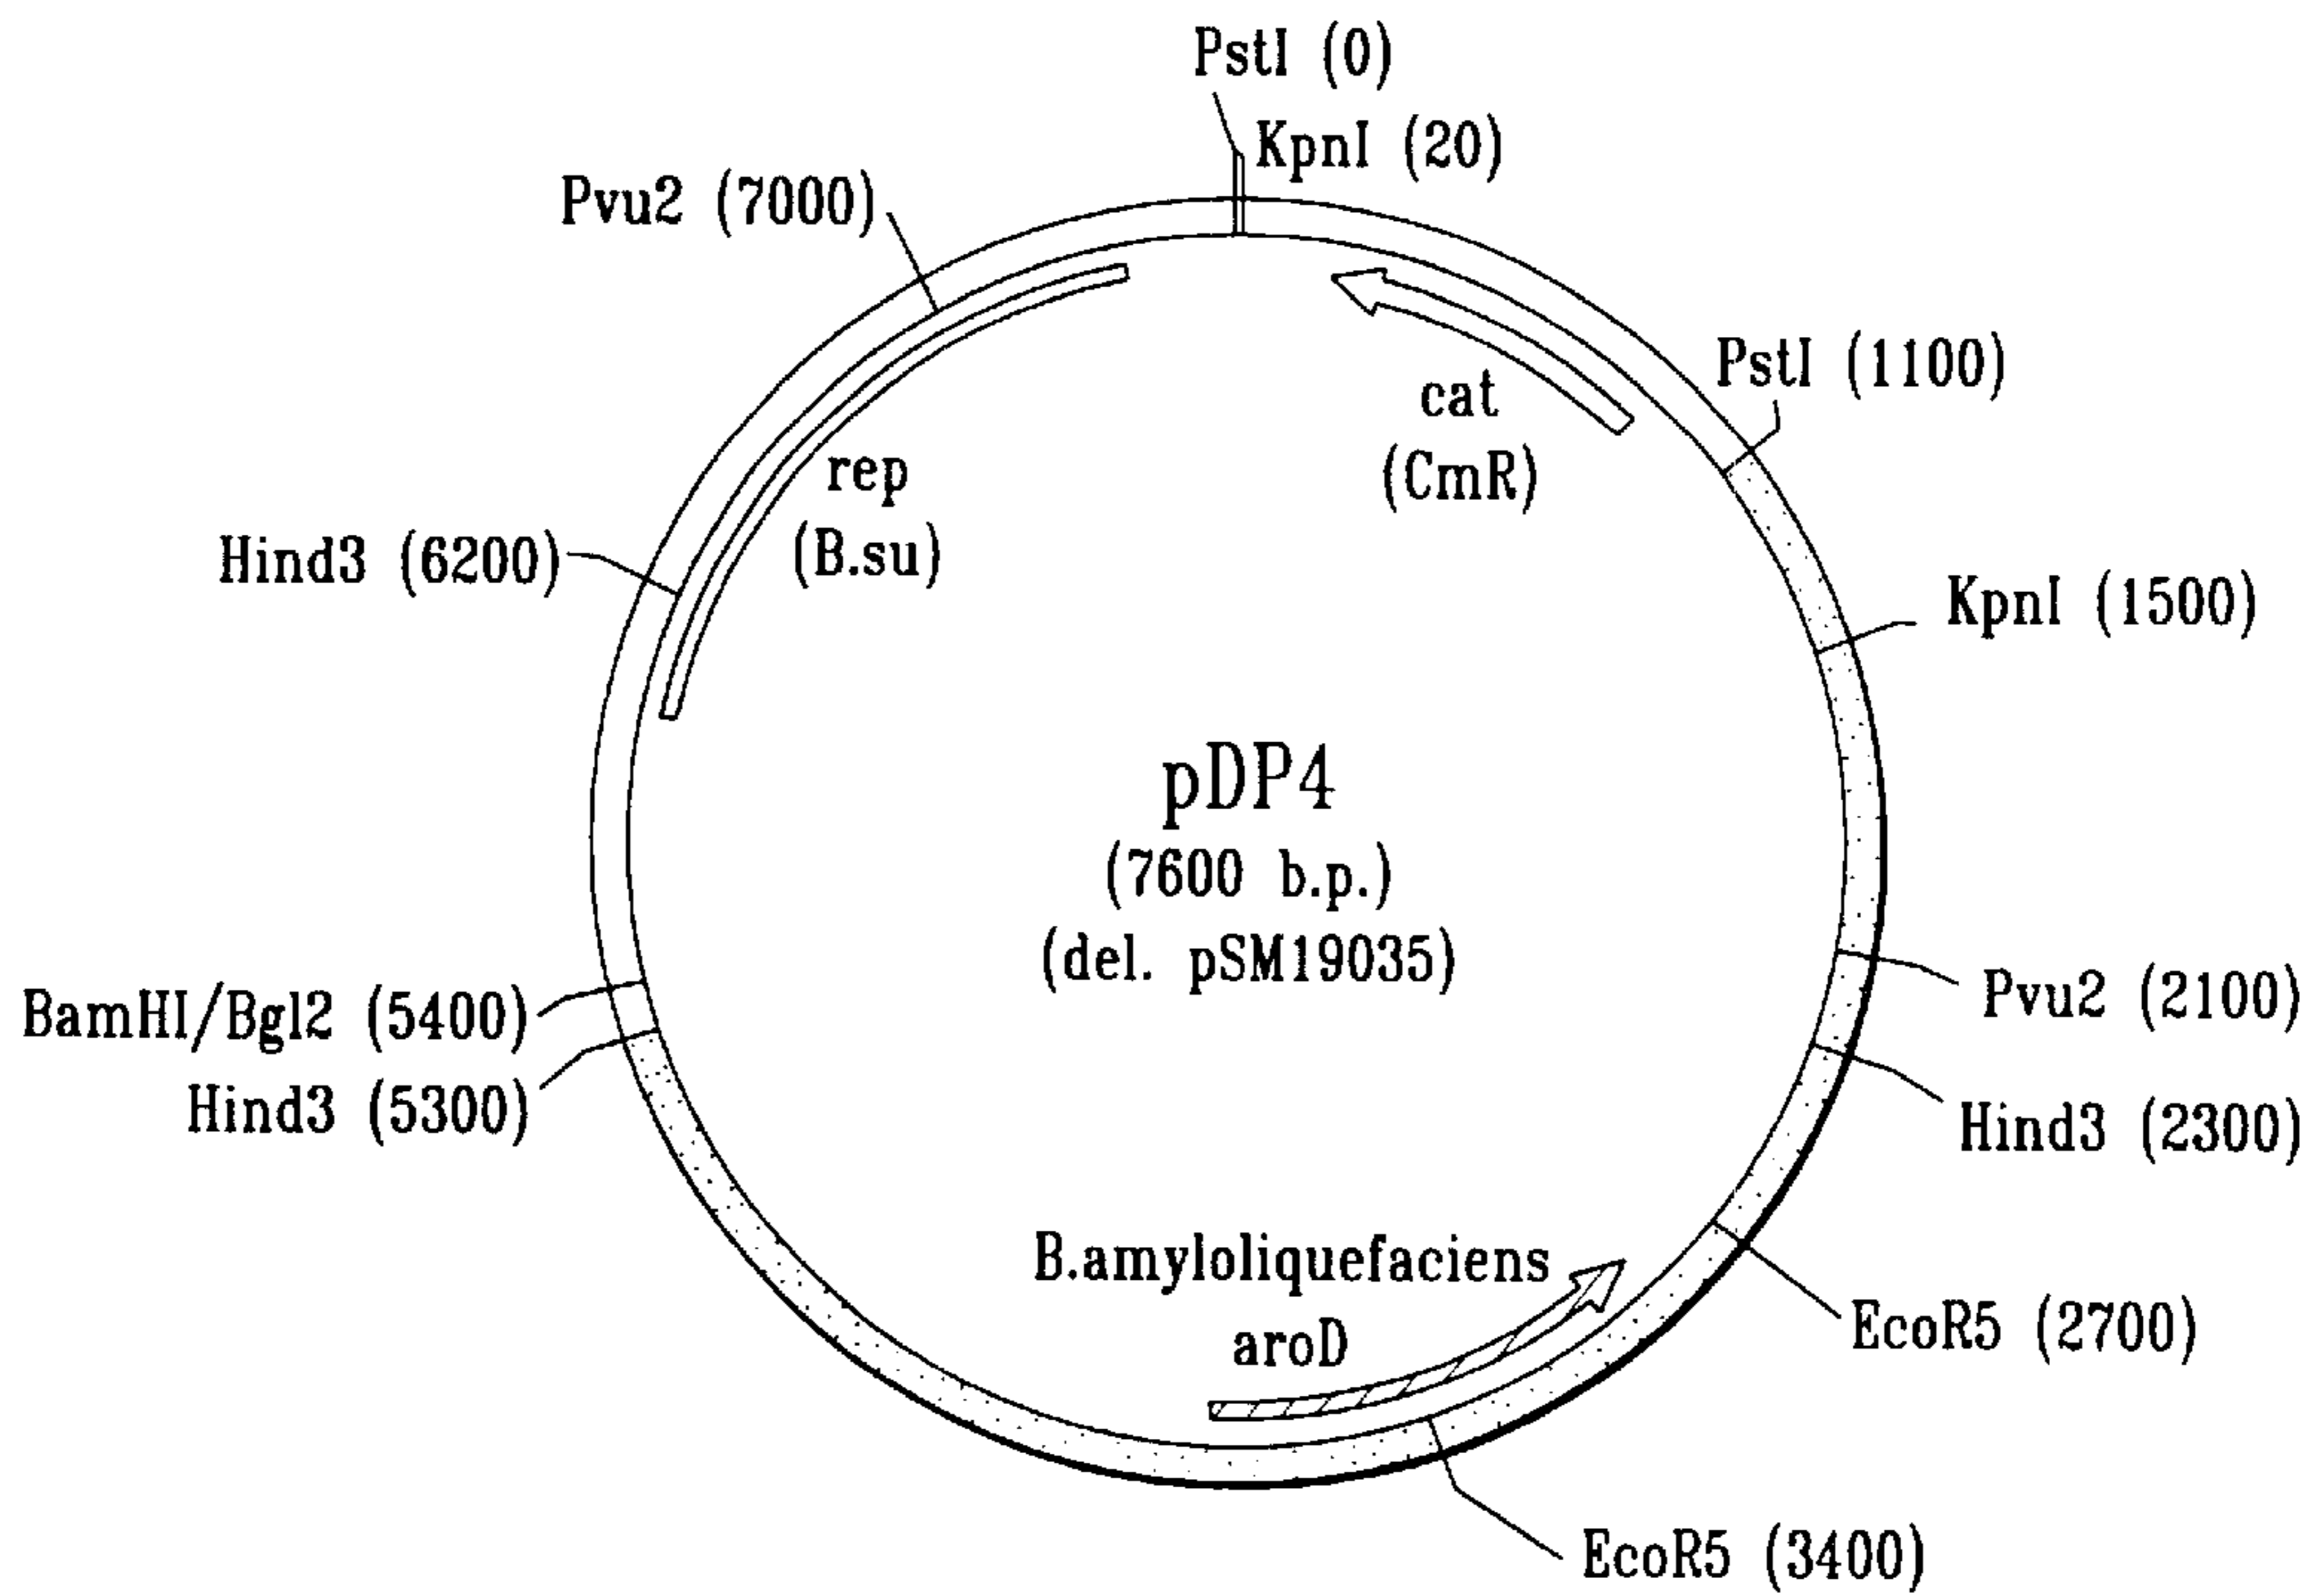 PstI (0)
KpnI (20)
Pvu2 (7000)
PstI (1100)
cat
(CmR)
rep
(B.su)
Hind3 (6200)
KpnI (1500)
pDP4
(7600 b.p.)
(del. pSM19035)
BamHI/Bgl2 (5400)
Hind3 (5300)
Pvu2 (2100)
Hind3 (2300)
B.amyloliquefaciens
aroD
EcoR5 (2700)
EcoR5 (3400)